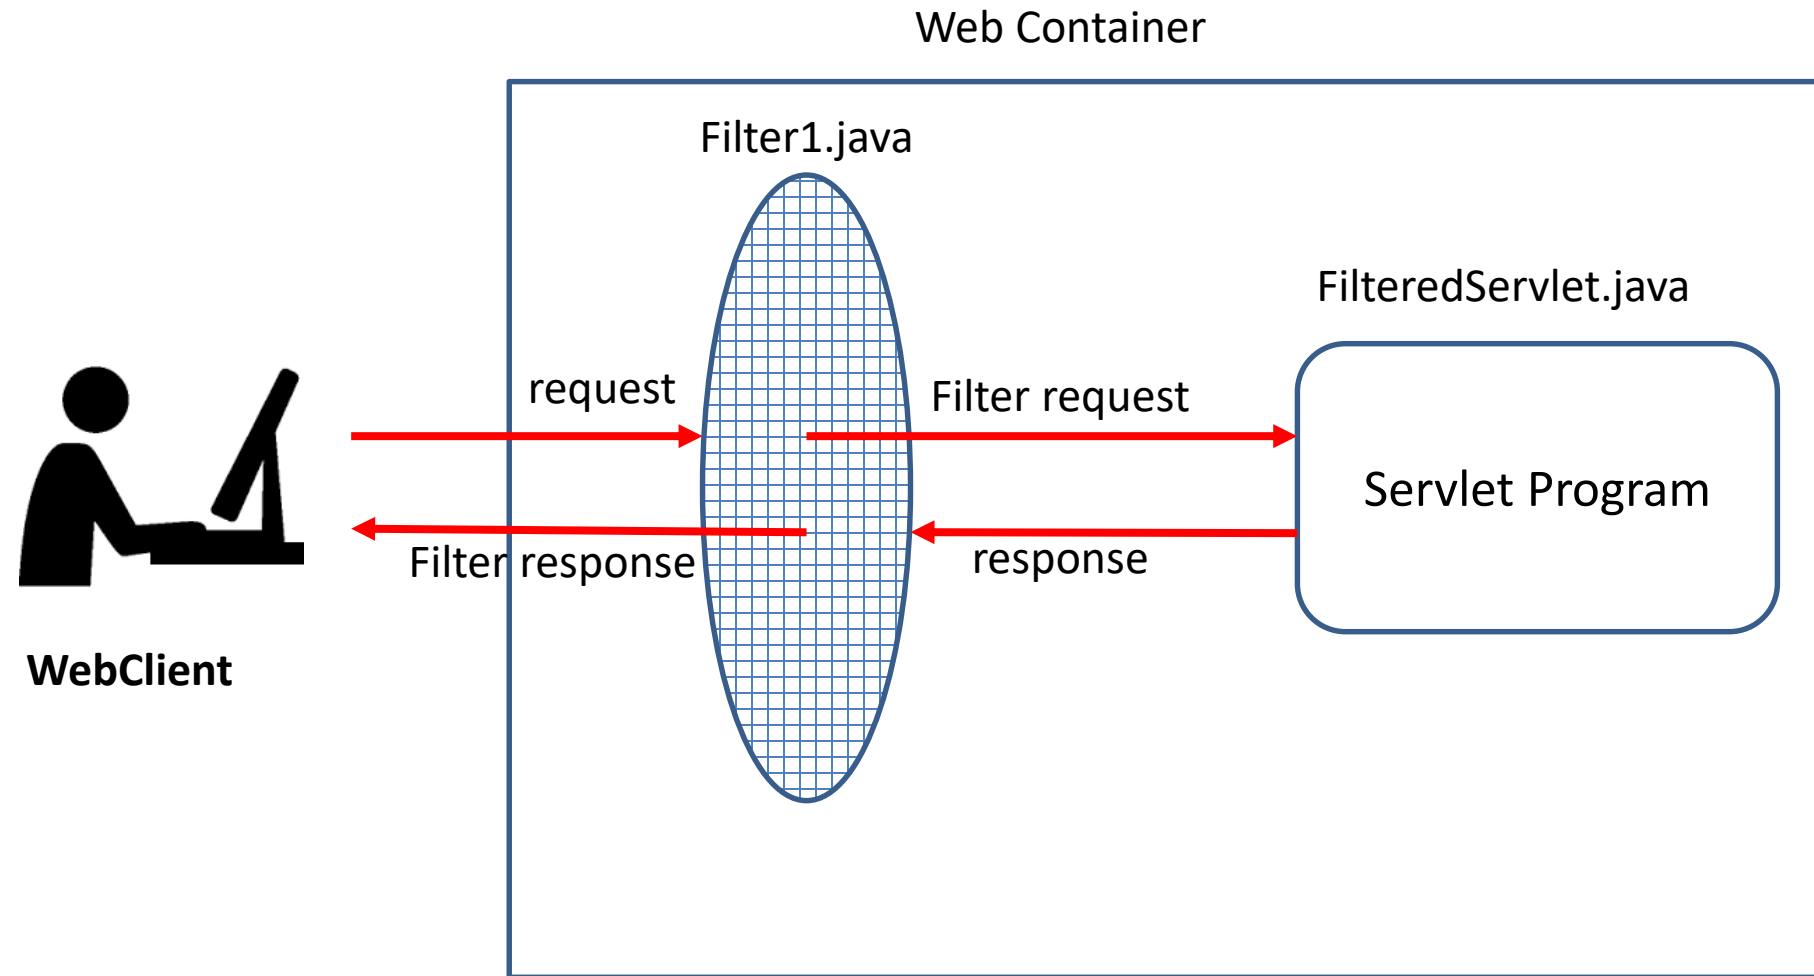 Web Container
Filter1.java
FilteredServlet.java
request
Filter request
Servlet Program
Filter response
response
WebClient